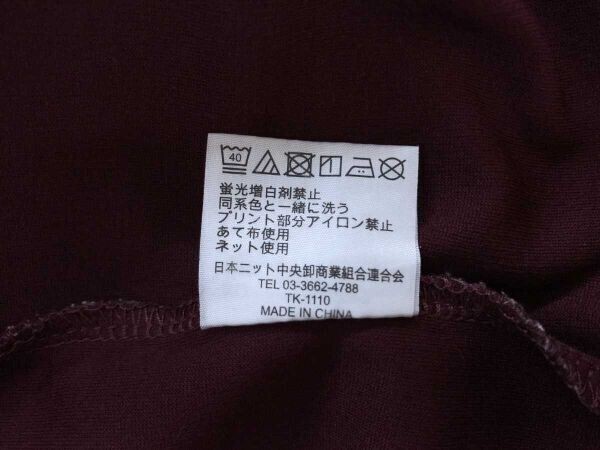 40
蛍光増白剤禁止
同系色と一緒に洗う
プリント部分アイロン禁止
あて布使用
ネット使用
日本ニット中央卸商業組合連合会
TEL 03-3662-4788
TK-1110
MADE IN CHINA